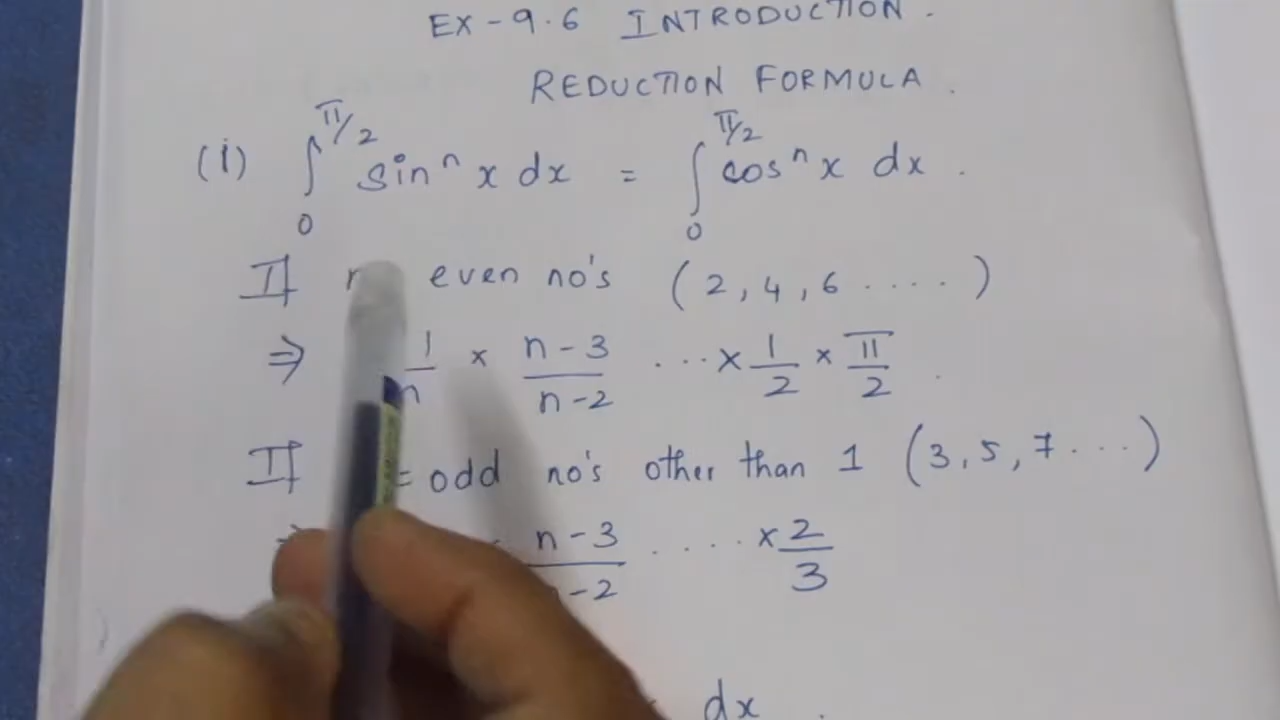 EX-9.6 INTRODUCTION.
REDUCTION FORMULA.
(i) ∫₀^π/2 sinⁿ x dx = ∫₀^π/2 cosⁿ x dx.
If even no's (2, 4, 6 ....)
⇒ 1/n × n-3/n-2 ...× 1/2 × π/2.
If = odd no's other than 1 (3, 5, 7...)
n-3/-2 .... × 2/3
dx.